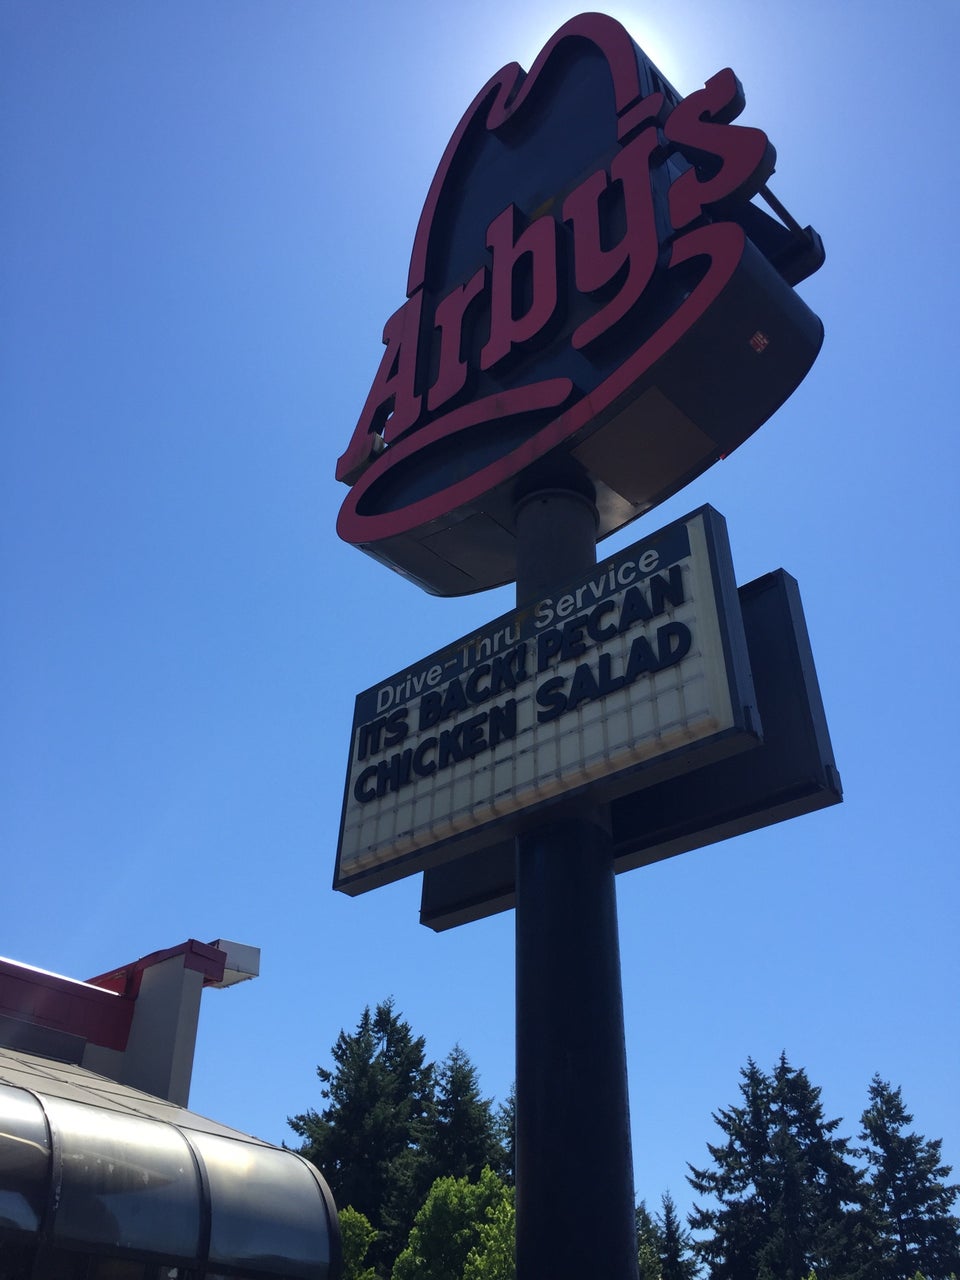 Arby's
Drive-Thru Service
ITS BACK! PECAN
CHICKEN SALAD